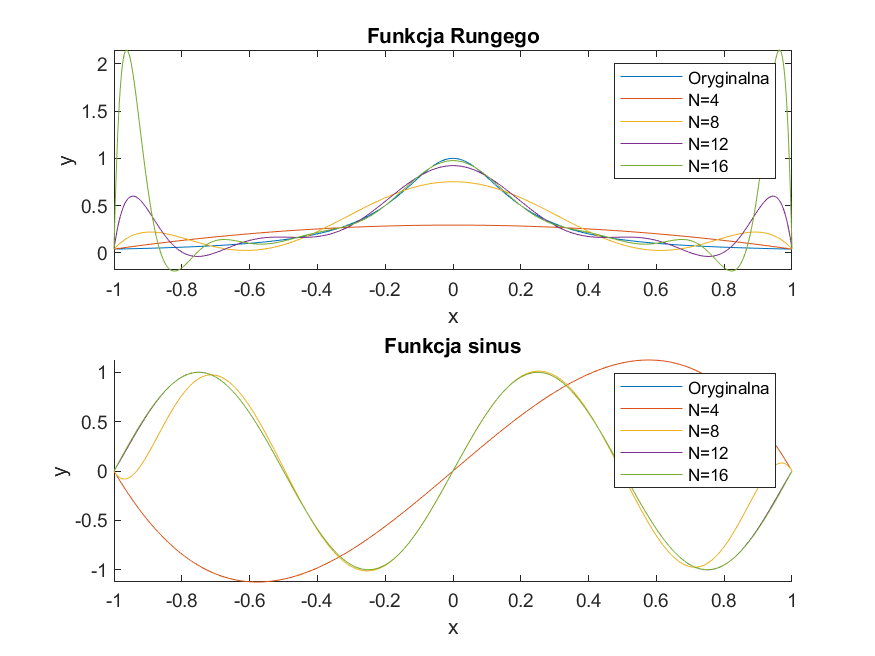 Funkcja Rungego
y
2
1.5
1
0.5
0
-1 -0.8 -0.6 -0.4 -0.2 0 0.2 0.4 0.6 0.8 1
x
Oryginalna
N=4
N=8
N=12
N=16
Funkcja sinus
y
1
0.5
0
-0.5
-1
-1 -0.8 -0.6 -0.4 -0.2 0 0.2 0.4 0.6 0.8 1
x
Oryginalna
N=4
N=8
N=12
N=16